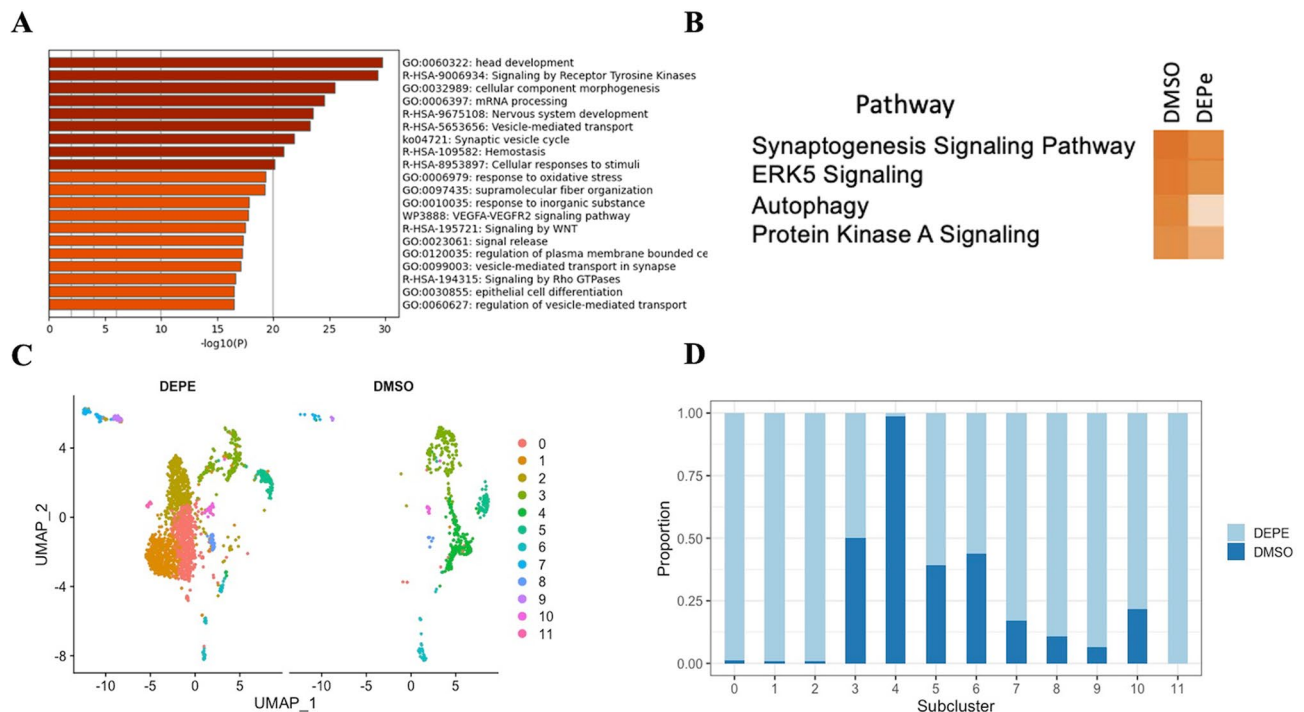 A
GO:0060322: head development
R-HSA-9006934: Signaling by Receptor Tyrosine Kinases
GO:0032989: cellular component morphogenesis
GO:0006397: mRNA processing
R-HSA-9675108: Nervous system development
R-HSA-5653656: Vesicle-mediated transport
ko04721: Synaptic vesicle cycle
R-HSA-109582: Hemostasis
R-HSA-8953897: Cellular responses to stimuli
GO:0006979: response to oxidative stress
GO:0097435: supramolecular fiber organization
GO:0010035: response to inorganic substance
WP3888: VEGFA-VEGFR2 signaling pathway
R-HSA-195721: Signaling by WNT
GO:0023061: signal release
GO:0120035: regulation of plasma membrane bounded ce
GO:0099003: vesicle-mediated transport in synapse
R-HSA-194315: Signaling by Rho GTPases
GO:0030855: epithelial cell differentiation
GO:0060627: regulation of vesicle-mediated transport
0 5 10 15 20 25 30
-log10(P)
B
Pathway
DMSO
DEPe
Synaptogenesis Signaling Pathway
ERK5 Signaling
Autophagy
Protein Kinase A Signaling
C
DEPE DMSO
UMAP_2
4
0
-4
-8
-10 -5 0 5 -10 -5 0 5
UMAP_1
0
1
2
3
4
5
6
7
8
9
10
11
D
Proportion
1.00
0.75
0.50
0.25
0.00
0 1 2 3 4 5 6 7 8 9 10 11
Subcluster
DEPE
DMSO